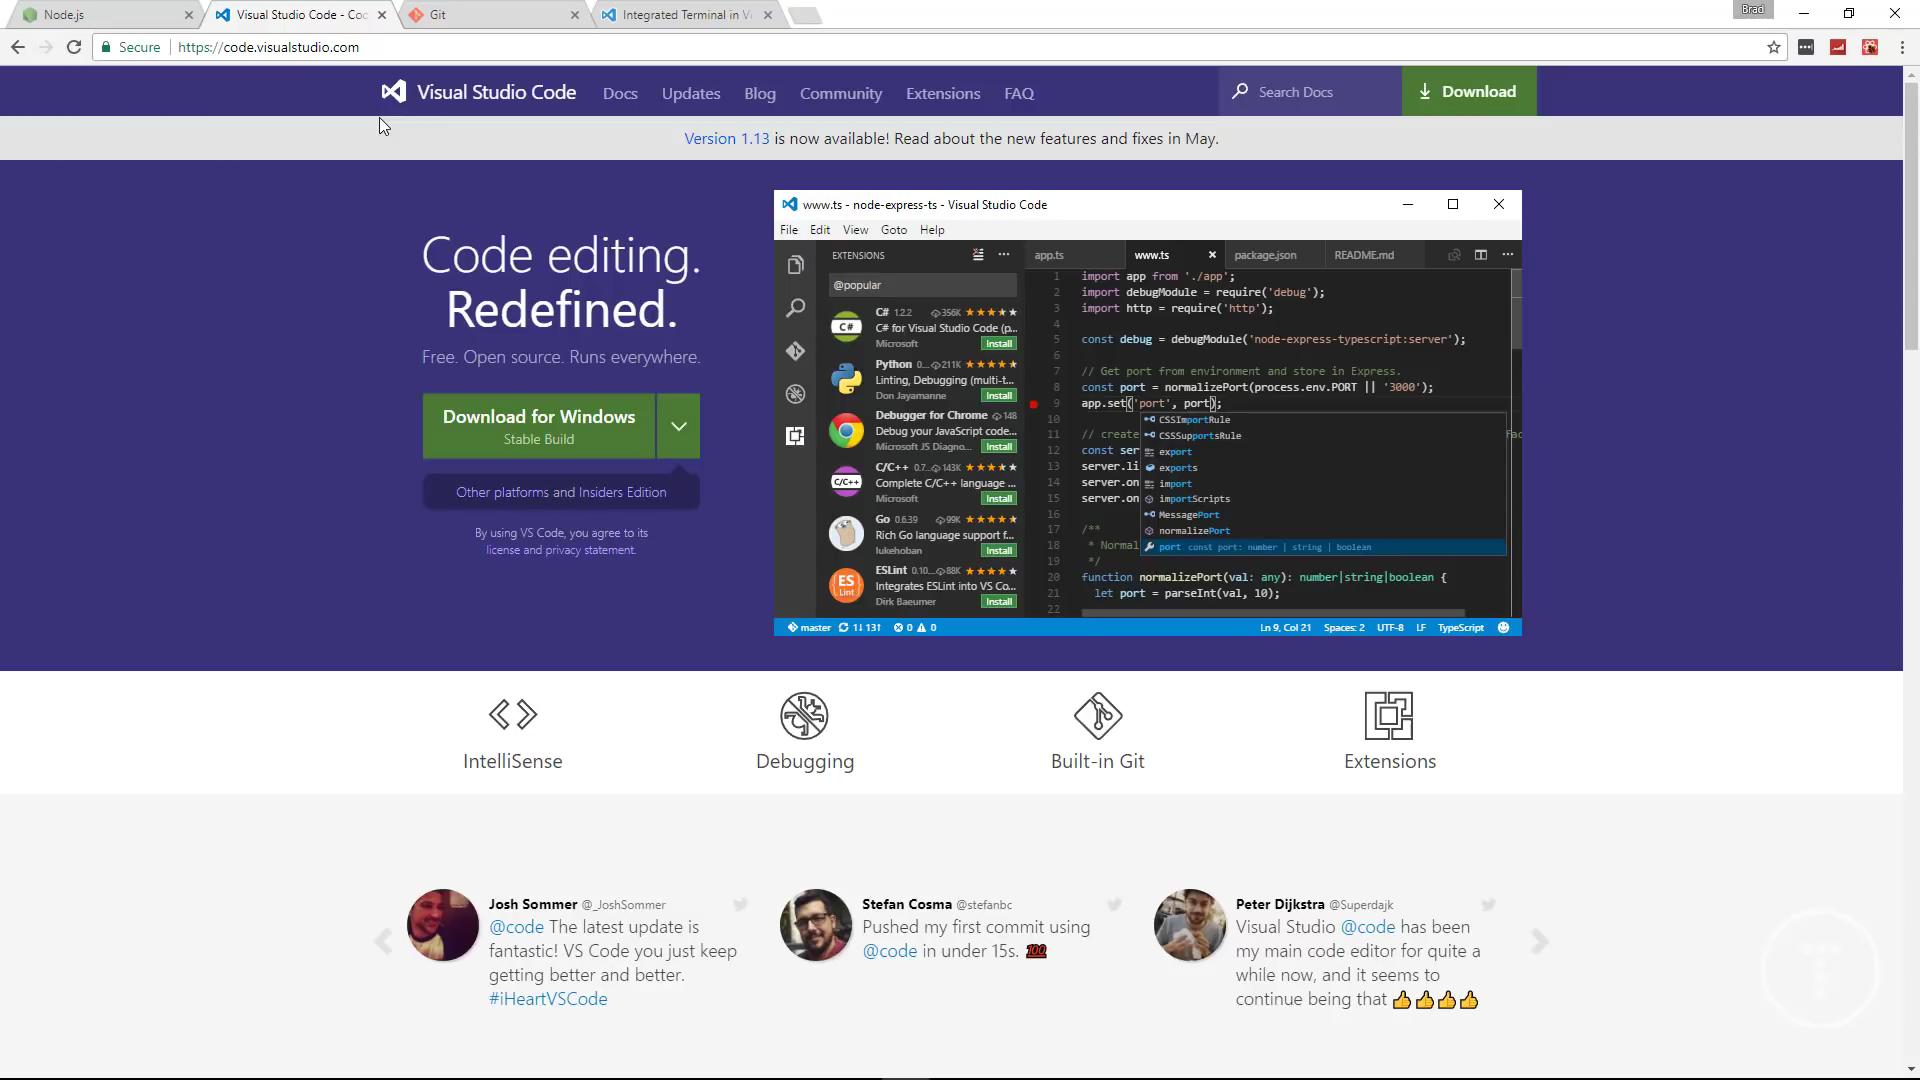 Node.js
Visual Studio Code - Coc
Git
Integrated Terminal in V
Brad
Secure
https://code.visualstudio.com
Visual Studio Code
Docs
Updates
Blog
Community
Extensions
FAQ
Search Docs
Download
Version 1.13 is now available! Read about the new features and fixes in May.
Code editing.
Redefined.
Free. Open source. Runs everywhere.
Download for Windows
Stable Build
Other platforms and Insiders Edition
By using VS Code, you agree to its
license and privacy statement.
www.ts - node-express-ts - Visual Studio Code
File Edit View Goto Help
EXTENSIONS
@popular
C# 1.2.2 356K
C# for Visual Studio Code (p...
Microsoft
Install
Python 0... 211K
Linting, Debugging (multi-t...
Don Jayamanne
Install
Debugger for Chrome 148
Debug your JavaScript code...
Microsoft JS Diagno...
Install
C/C++ 0.7... 143K
Complete C/C++ language ...
Microsoft
Install
Go 0.6.39 99K
Rich Go language support f...
lukehoban
Install
ESLint 0.10... 88K
Integrates ESLint into VS Co...
Dirk Baeumer
Install
app.ts
www.ts
package.json
README.md
1 import app from './app';
2 import debugModule = require('debug');
3 import http = require('http');
4
5 const debug = debugModule('node-express-typescript:server');
6
7 // Get port from environment and store in Express.
8 const port = normalizePort(process.env.PORT || '3000');
9 app.set('port', port);
10
11 // create
12 const ser
13 server.li
14 server.on
15 server.on
16
17 /**
18 * Normal
19 */
20 function normalizePort(val: any): number|string|boolean {
21 let port = parseInt(val, 10);
22
CSSImportRule
CSSSupportsRule
export
exports
import
importScripts
MessagePort
normalizePort
port const port: number | string | boolean
master 1↓ 13↑ 0 0
Ln 9, Col 21 Spaces: 2 UTF-8 LF TypeScript
IntelliSense
Debugging
Built-in Git
Extensions
Josh Sommer @_JoshSommer
@code The latest update is
fantastic! VS Code you just keep
getting better and better.
#iHeartVSCode
Stefan Cosma @stefanbc
Pushed my first commit using
@code in under 15s. 💯
Peter Dijkstra @Superdajk
Visual Studio @code has been
my main code editor for quite a
while now, and it seems to
continue being that 👍👍👍👍